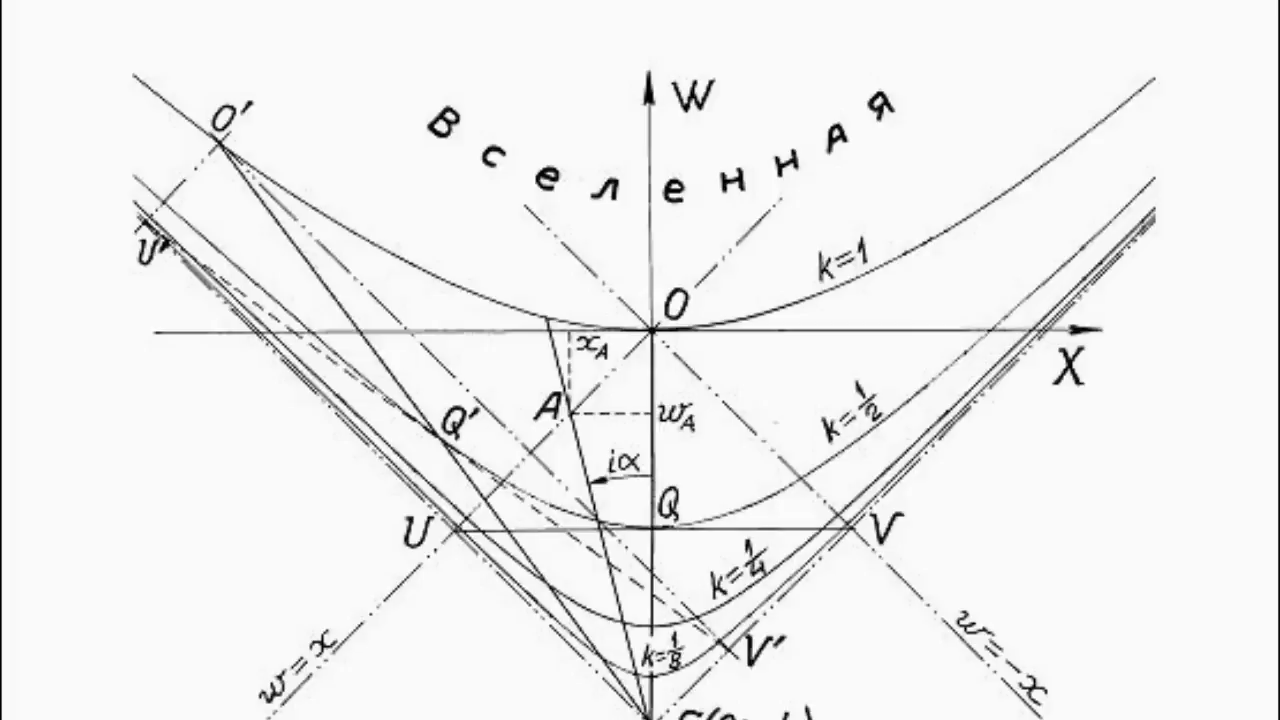 W
O′
Вселенная
U′
k=1
O
x_A
X
A
w_A
k=1/2
Q′
iα
Q
U
V
k=1/4
k=1/8
V′
w=x
w=-x